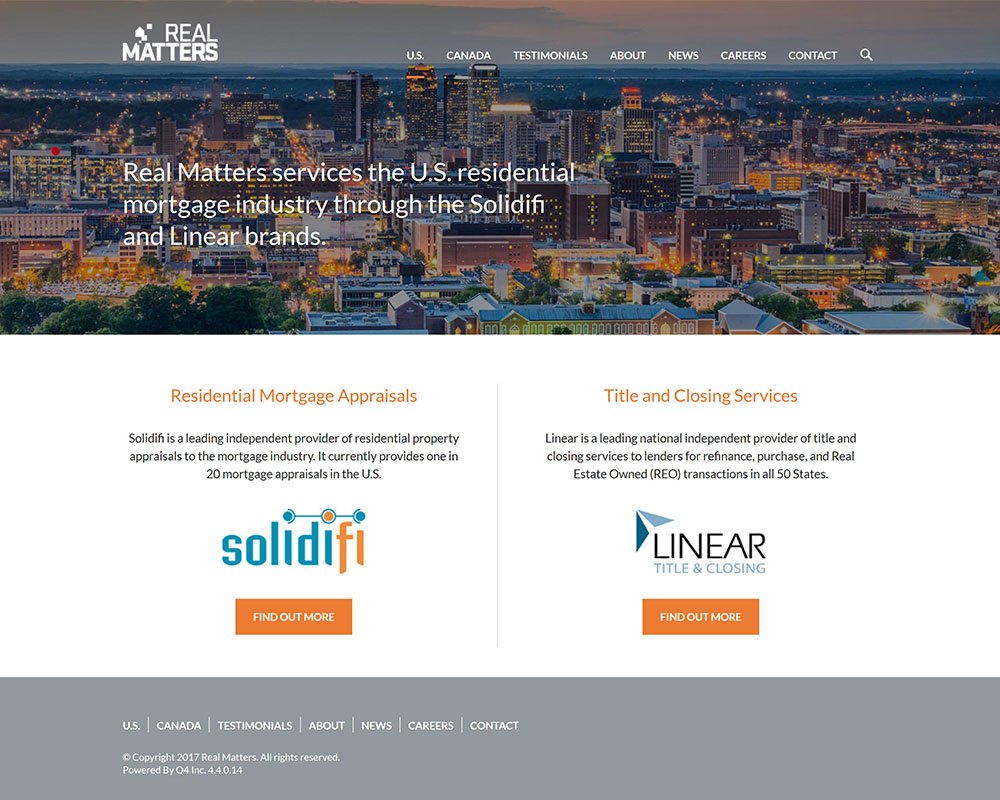 REAL
MATTERS
U.S. CANADA TESTIMONIALS ABOUT NEWS CAREERS CONTACT
Real Matters services the U.S. residential
mortgage industry through the Solidifi
and Linear brands.
Residential Mortgage Appraisals
Solidifi is a leading independent provider of residential property
appraisals to the mortgage industry. It currently provides one in
20 mortgage appraisals in the U.S.
solidifi
FIND OUT MORE
Title and Closing Services
Linear is a leading national independent provider of title and
closing services to lenders for refinance, purchase, and Real
Estate Owned (REO) transactions in all 50 States.
LINEAR
TITLE & CLOSING
FIND OUT MORE
U.S. CANADA TESTIMONIALS ABOUT NEWS CAREERS CONTACT
© Copyright 2017 Real Matters. All rights reserved.
Powered By Q4 Inc. 4.4.0.14